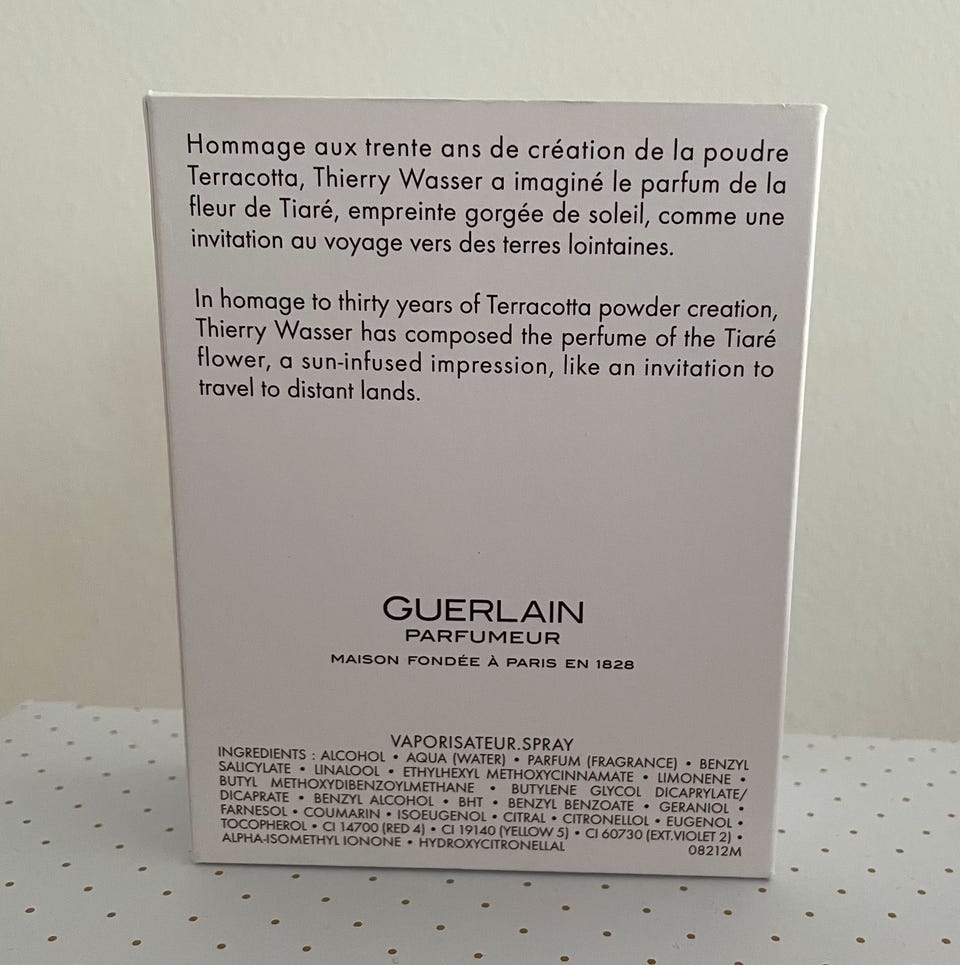 Hommage aux trente ans de création de la poudre
Terracotta, Thierry Wasser a imaginé le parfum de la
fleur de Tiaré, empreinte gorgée de soleil, comme une
invitation au voyage vers des terres lointaines.
In homage to thirty years of Terracotta powder creation,
Thierry Wasser has composed the perfume of the Tiaré
flower, a sun-infused impression, like an invitation to
travel to distant lands.
GUERLAIN
PARFUMEUR
MAISON FONDÉE À PARIS EN 1828
VAPORISATEUR.SPRAY
INGREDIENTS : ALCOHOL • AQUA (WATER) • PARFUM (FRAGRANCE) • BENZYL
SALICYLATE • LINALOOL • ETHYLHEXYL METHOXYCINNAMATE • LIMONENE •
BUTYL METHOXYDIBENZOYLMETHANE • BUTYLENE GLYCOL DICAPRYLATE/
DICAPRATE • BENZYL ALCOHOL • BHT • BENZYL BENZOATE • GERANIOL •
FARNESOL • COUMARIN • ISOEUGENOL • CITRAL • CITRONELLOL • EUGENOL •
TOCOPHEROL • CI 14700 (RED 4) • CI 19140 (YELLOW 5) • CI 60730 (EXT.VIOLET 2) •
ALPHA-ISOMETHYL IONONE • HYDROXYCITRONELLAL 08212M